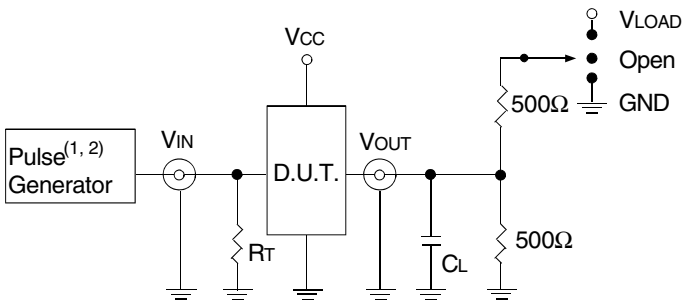 VLOAD
VCC
Open
500Ω
GND
Pulse(1, 2)
Generator
VIN
D.U.T.
VOUT
RT
CL
500Ω